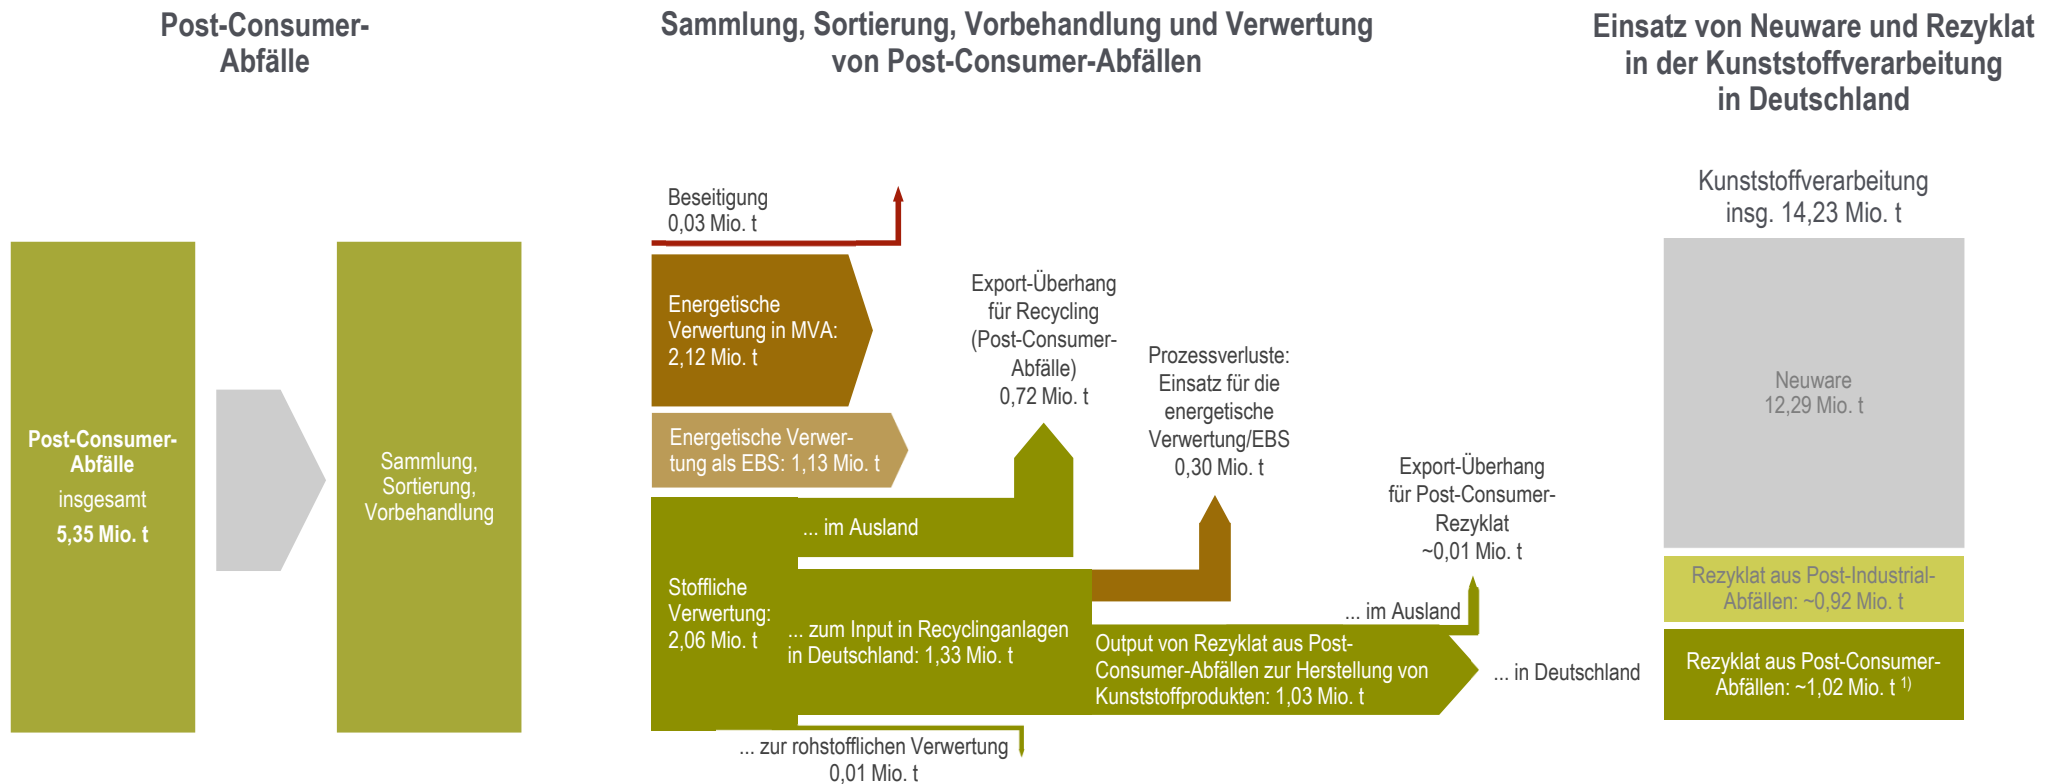 Post-Consumer-
Abfälle
Sammlung, Sortierung, Vorbehandlung und Verwertung
von Post-Consumer-Abfällen
Einsatz von Neuware und Rezyklat
in der Kunststoffverarbeitung
in Deutschland
Post-Consumer-
Abfälle
insgesamt
5,35 Mio. t
Sammlung,
Sortierung,
Vorbehandlung
Beseitigung
0,03 Mio. t
Energetische
Verwertung in MVA:
2,12 Mio. t
Energetische Verwer-
tung als EBS: 1,13 Mio. t
Stoffliche
Verwertung:
2,06 Mio. t
... im Ausland
Export-Überhang
für Recycling
(Post-Consumer-
Abfälle)
0,72 Mio. t
... zum Input in Recyclinganlagen
in Deutschland: 1,33 Mio. t
... zur rohstofflichen Verwertung
0,01 Mio. t
Prozessverluste:
Einsatz für die
energetische
Verwertung/EBS
0,30 Mio. t
Output von Rezyklat aus Post-
Consumer-Abfällen zur Herstellung von
Kunststoffprodukten: 1,03 Mio. t
Export-Überhang
für Post-Consumer-
Rezyklat
~0,01 Mio. t
... im Ausland
... in Deutschland
Kunststoffverarbeitung
insg. 14,23 Mio. t
Neuware
12,29 Mio. t
Rezyklat aus Post-Industrial-
Abfällen: ~0,92 Mio. t
Rezyklat aus Post-Consumer-
Abfällen: ~1,02 Mio. t 1)